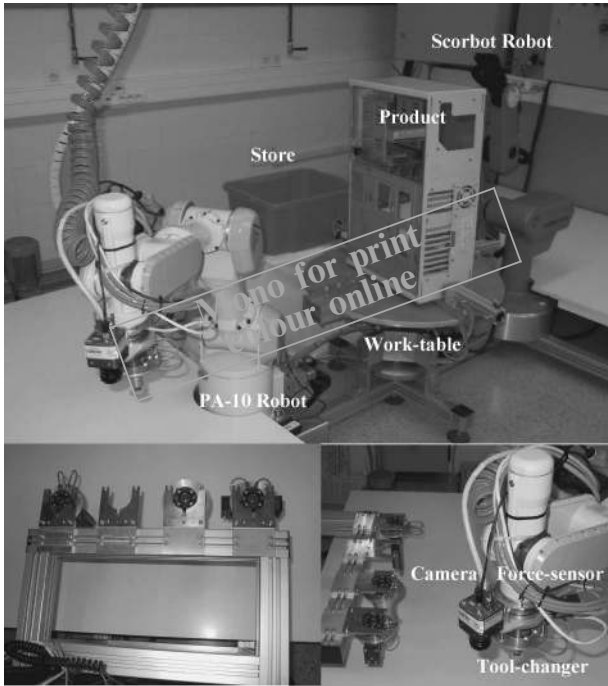 Scorbot Robot
Product
Store
Mono for print
colour online
Work-table
PA-10 Robot
Camera
Force-sensor
Tool-changer